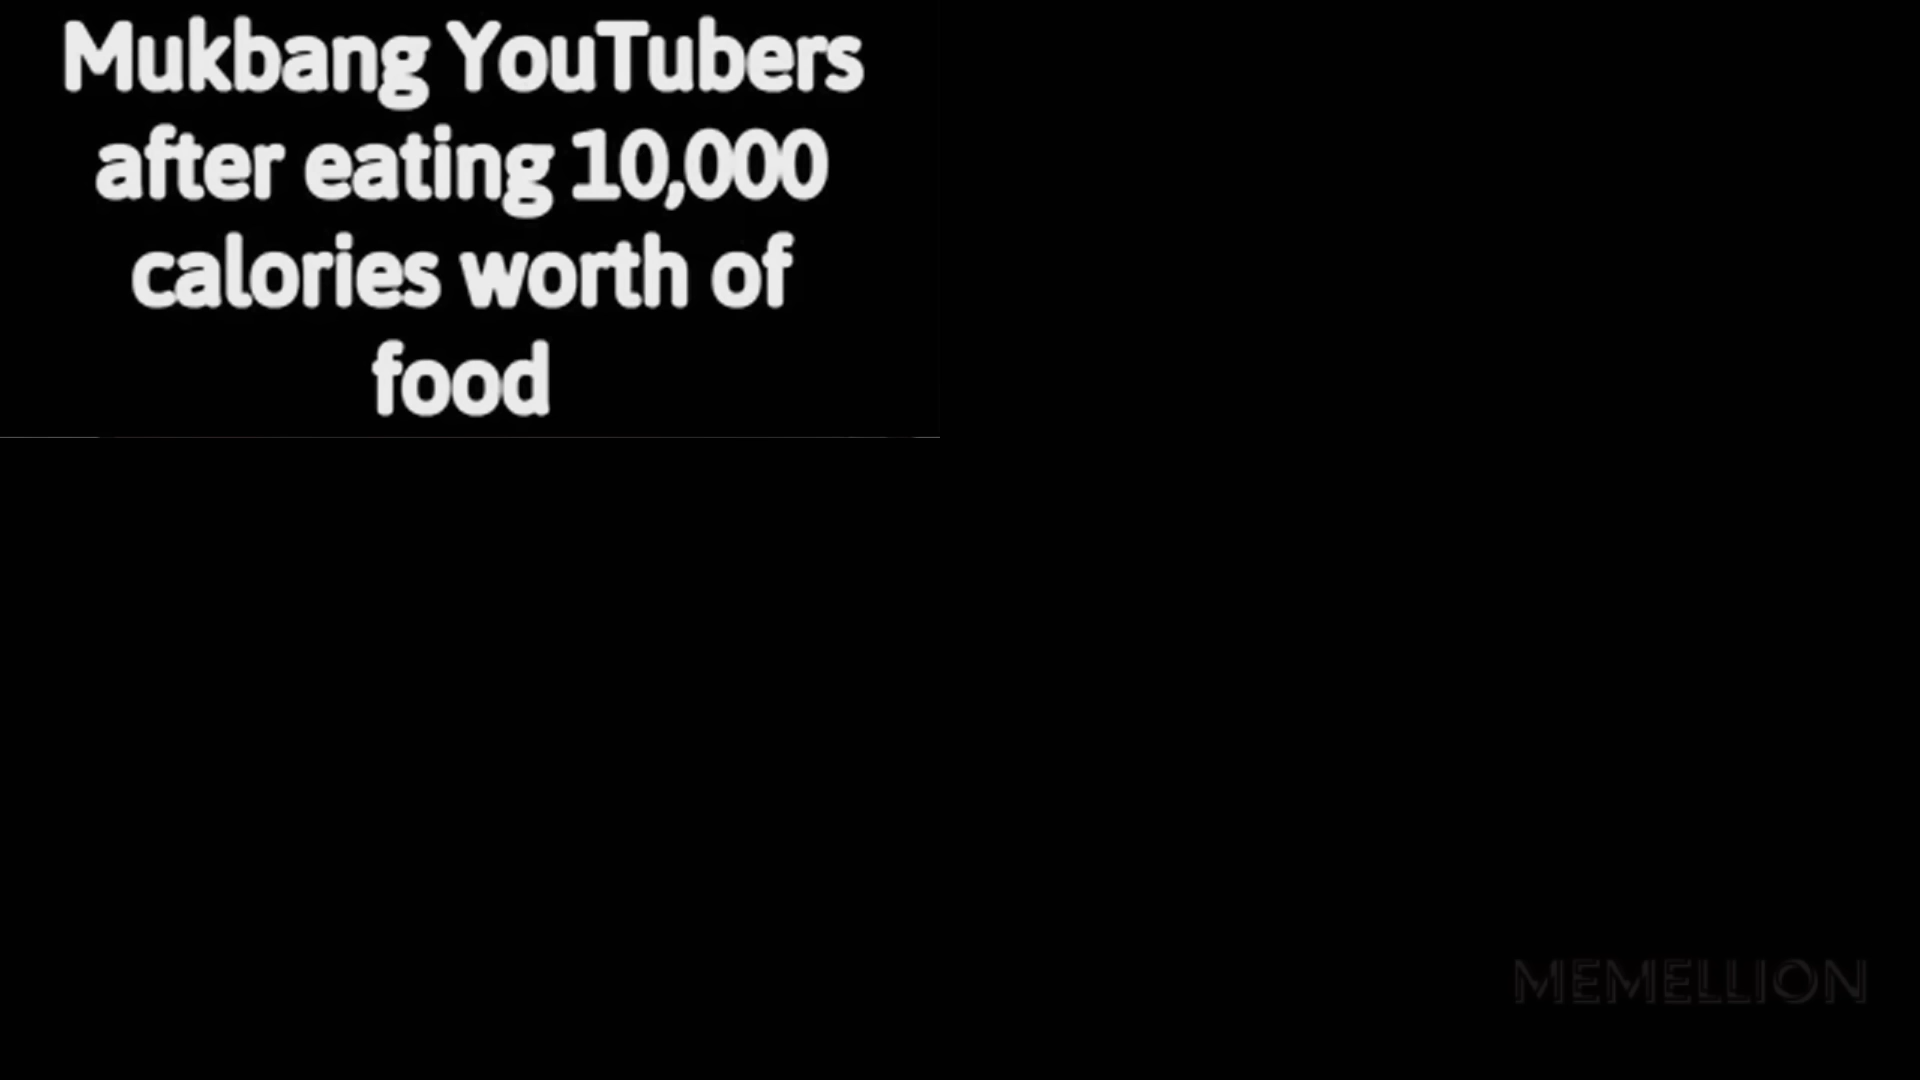 Mukbang YouTubers
after eating 10,000
calories worth of
food
MEMELLION